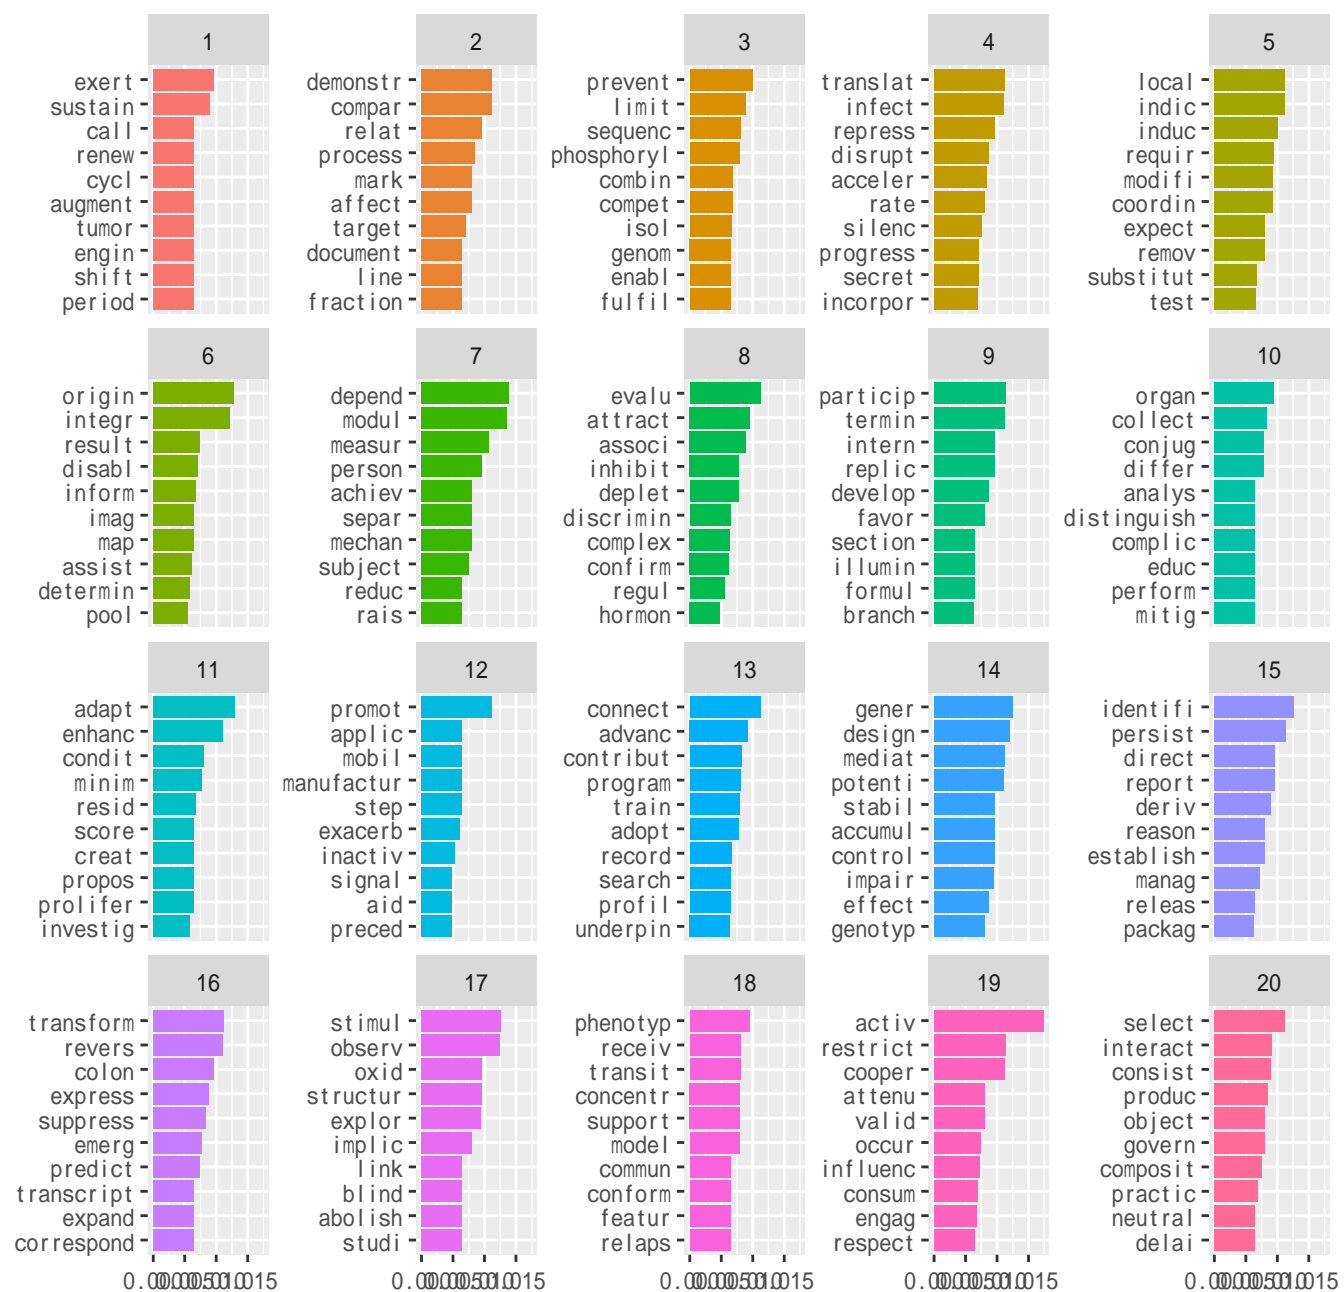 1
exert
sustain
call
renew
cycl
augment
tumor
engin
shift
period
2
demonstr
compar
relat
process
mark
affect
target
document
line
fraction
3
prevent
limit
sequenc
phosphoryl
combin
compet
isol
genom
enabl
fulfil
4
translat
infect
repress
disrupt
acceler
rate
silenc
progress
secret
incorpor
5
local
indic
induc
requir
modifi
coordin
expect
remov
substitut
test
6
origin
integr
result
disabl
inform
imag
map
assist
determin
pool
7
depend
modul
measur
person
achiev
separ
mechan
subject
reduc
rais
8
evalu
attract
associ
inhibit
deplet
discrimin
complex
confirm
regul
hormon
9
particip
termin
intern
replic
develop
favor
section
illumin
formul
branch
10
organ
collect
conjug
differ
analys
distinguish
complic
educ
perform
mitig
11
adapt
enhanc
condit
minim
resid
score
creat
propos
prolifer
investig
12
promot
applic
mobil
manufactur
step
exacerb
inactiv
signal
aid
preced
13
connect
advanc
contribut
program
train
adopt
record
search
profil
underpin
14
gener
design
mediat
potenti
stabil
accumul
control
impair
effect
genotyp
15
identifi
persist
direct
report
deriv
reason
establish
manag
releas
packag
16
transform
revers
colon
express
suppress
emerg
predict
transcript
expand
correspond
17
stimul
observ
oxid
structur
explor
implic
link
blind
abolish
studi
18
phenotyp
receiv
transit
concentr
support
model
commun
conform
featur
relaps
19
activ
restrict
cooper
attenu
valid
occur
influenc
consum
engag
respect
20
select
interact
consist
produc
object
govern
composit
practic
neutral
delai